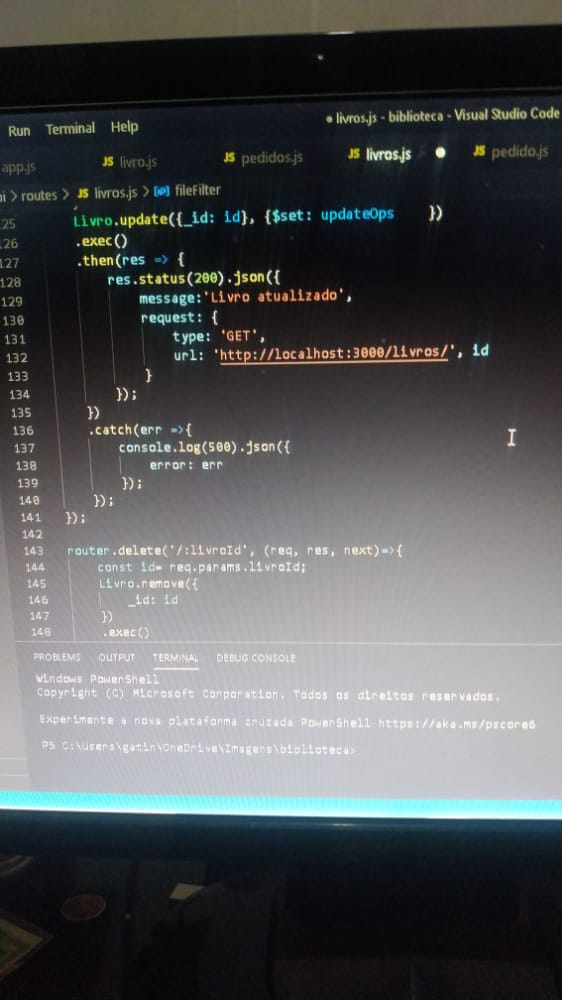 ● livros.js - biblioteca - Visual Studio Code
Run Terminal Help
app.js JS livro.js JS pedidos.js JS livros.js ● JS pedido.js
pi > routes > JS livros.js > fileFilter
125 Livro.update({_id: id}, {$set: updateOps })
126 .exec()
127 .then(res => {
128 res.status(200).json({
129 message:'Livro atualizado',
130 request: {
131 type: 'GET',
132 url: 'http://localhost:3000/livros/', id
133 }
134 });
135 })
136 .catch(err =>{
137 console.log(500).json({
138 error: err
139 });
140 });
141 });
142
143 router.delete('/:livroId', (req, res, next)=>{
144 const id= req.params.livroId;
145 Livro.remove({
146 _id: id
147 })
148 .exec()
PROBLEMS OUTPUT TERMINAL DEBUG CONSOLE
Windows PowerShell
Copyright (C) Microsoft Corporation. Todos os direitos reservados.
Experimente a nova plataforma cruzada PowerShell https://aka.ms/pscore6
PS C:\Users\gatin\OneDrive\Imagens\biblioteca>